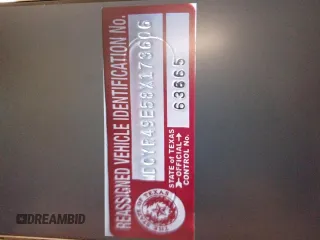 REASSIGNED VEHICLE IDENTIFICATION No.
STATE of TEXAS
OFFICIAL
CONTROL No.
63665
DREAMBID